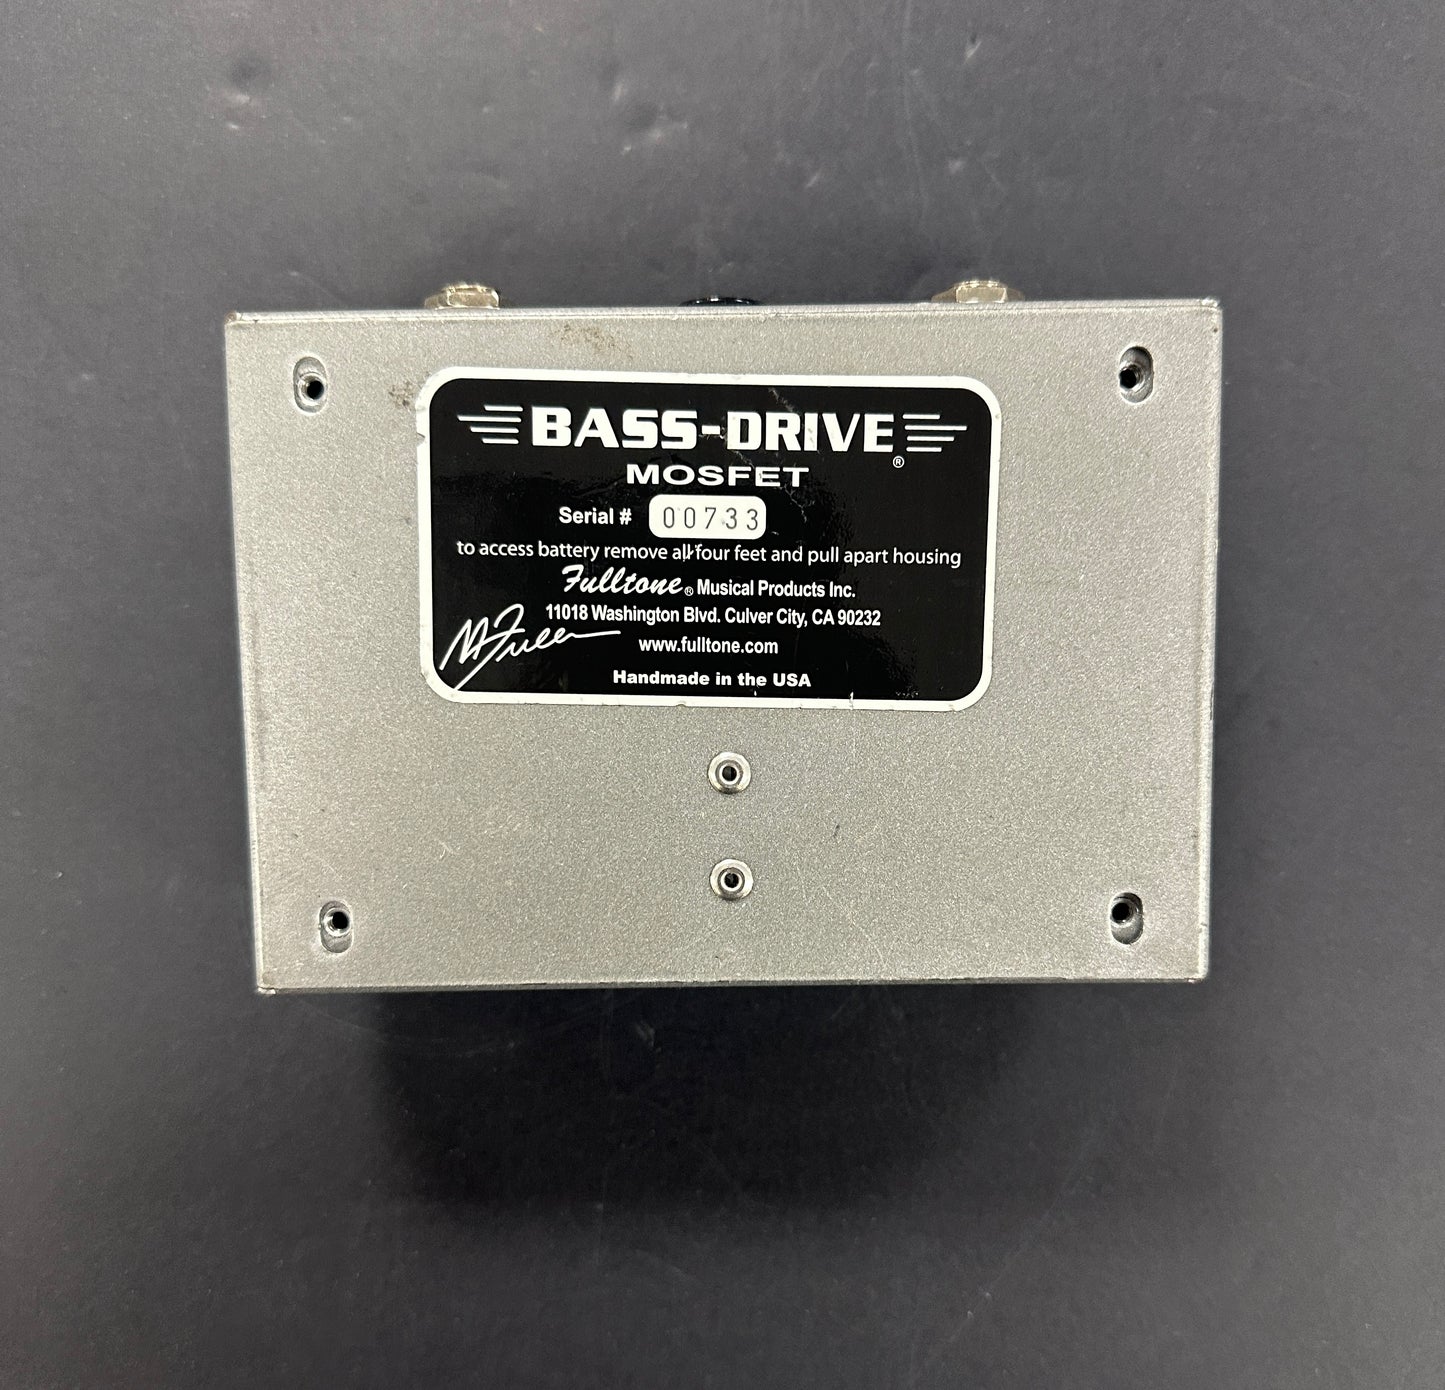 BASS-DRIVE®
MOSFET
Serial # 00733
to access battery remove all four feet and pull apart housing
Fulltone® Musical Products Inc.
11018 Washington Blvd. Culver City, CA 90232
M Fuller
www.fulltone.com
Handmade in the USA